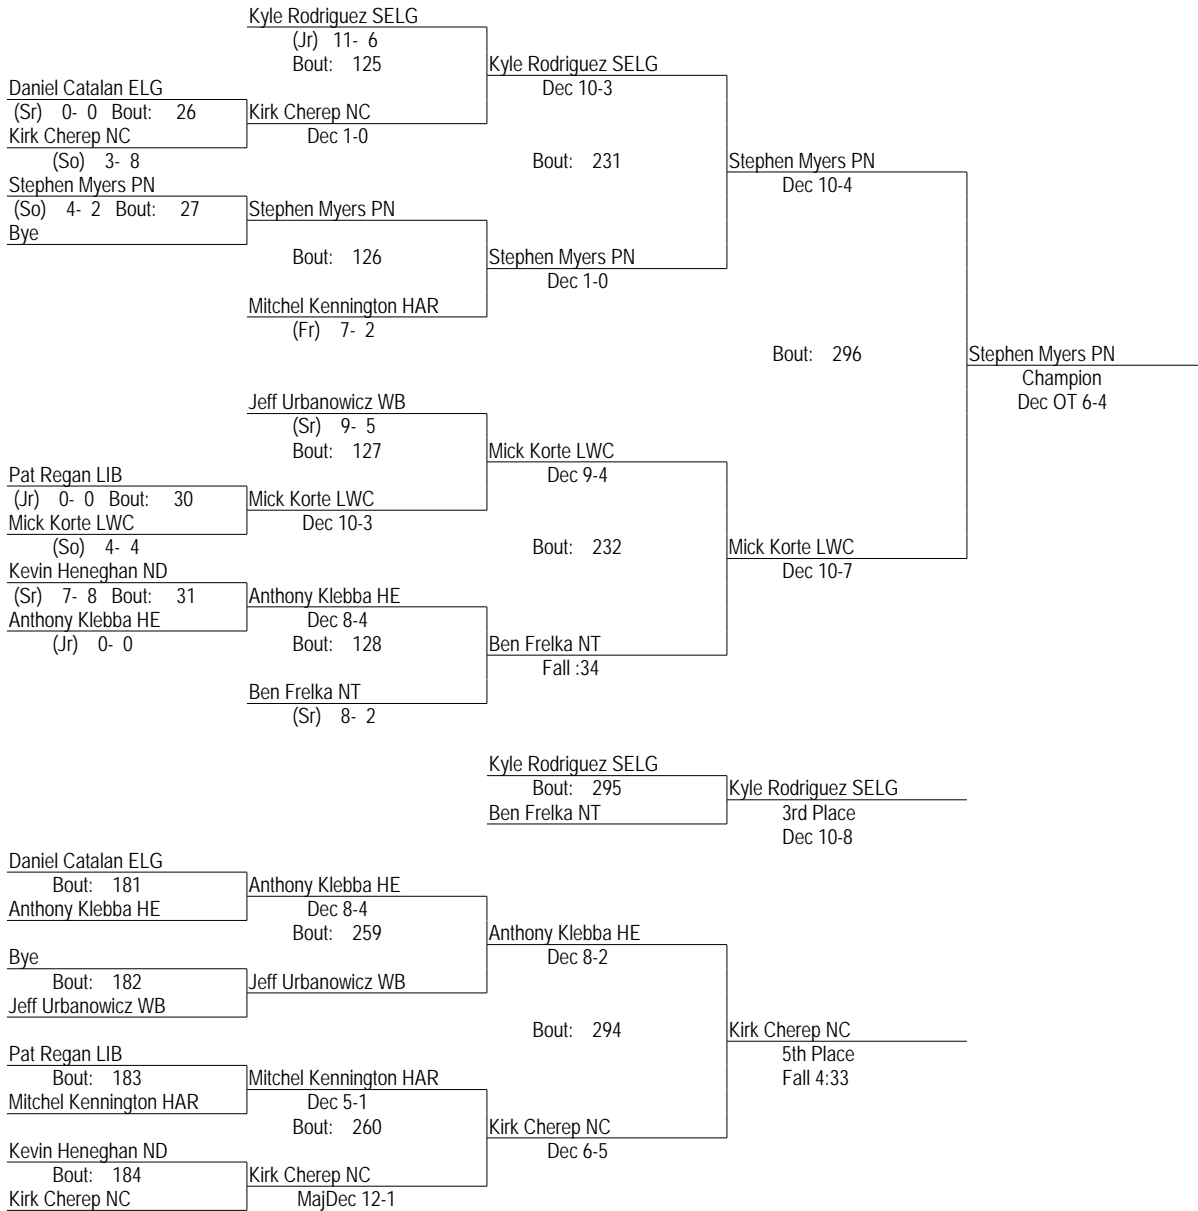 Kyle Rodriguez SELG
(Jr) 11- 6
Bout: 125
Kyle Rodriguez SELG
Dec 10-3
Daniel Catalan ELG
(Sr) 0- 0 Bout: 26
Kirk Cherep NC
Kirk Cherep NC
Dec 1-0
(So) 3- 8
Bout: 231
Stephen Myers PN
Dec 10-4
Stephen Myers PN
(So) 4- 2 Bout: 27
Stephen Myers PN
Bye
Bout: 126
Stephen Myers PN
Dec 1-0
Mitchel Kennington HAR
(Fr) 7- 2
Bout: 296
Stephen Myers PN
Champion
Dec OT 6-4
Jeff Urbanowicz WB
(Sr) 9- 5
Bout: 127
Mick Korte LWC
Dec 9-4
Pat Regan LIB
(Jr) 0- 0 Bout: 30
Mick Korte LWC
Mick Korte LWC
Dec 10-3
(So) 4- 4
Bout: 232
Mick Korte LWC
Dec 10-7
Kevin Heneghan ND
(Sr) 7- 8 Bout: 31
Anthony Klebba HE
Anthony Klebba HE
Dec 8-4
(Jr) 0- 0
Bout: 128
Ben Frelka NT
Fall :34
Ben Frelka NT
(Sr) 8- 2
Kyle Rodriguez SELG
Bout: 295
Kyle Rodriguez SELG
Ben Frelka NT
3rd Place
Dec 10-8
Daniel Catalan ELG
Bout: 181
Anthony Klebba HE
Anthony Klebba HE
Dec 8-4
Bout: 259
Anthony Klebba HE
Dec 8-2
Bye
Bout: 182
Jeff Urbanowicz WB
Jeff Urbanowicz WB
Bout: 294
Kirk Cherep NC
5th Place
Fall 4:33
Pat Regan LIB
Bout: 183
Mitchel Kennington HAR
Mitchel Kennington HAR
Dec 5-1
Bout: 260
Kirk Cherep NC
Dec 6-5
Kevin Heneghan ND
Bout: 184
Kirk Cherep NC
Kirk Cherep NC
MajDec 12-1